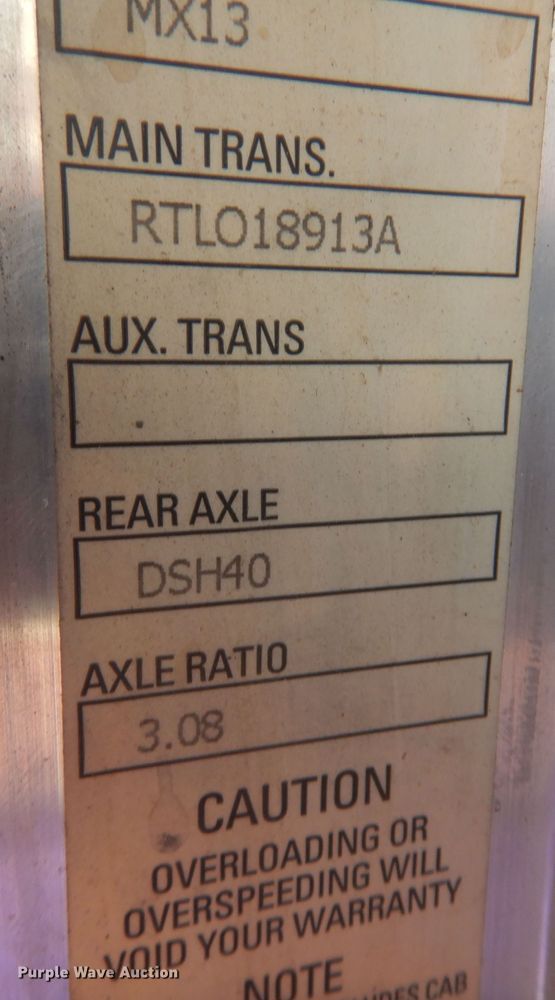 MX13
MAIN TRANS.
RTLO18913A
AUX. TRANS
REAR AXLE
DSH40
AXLE RATIO
3.08
CAUTION
OVERLOADING OR
OVERSPEEDING WILL
VOID YOUR WARRANTY
NOTE
CAB
Purple Wave Auction